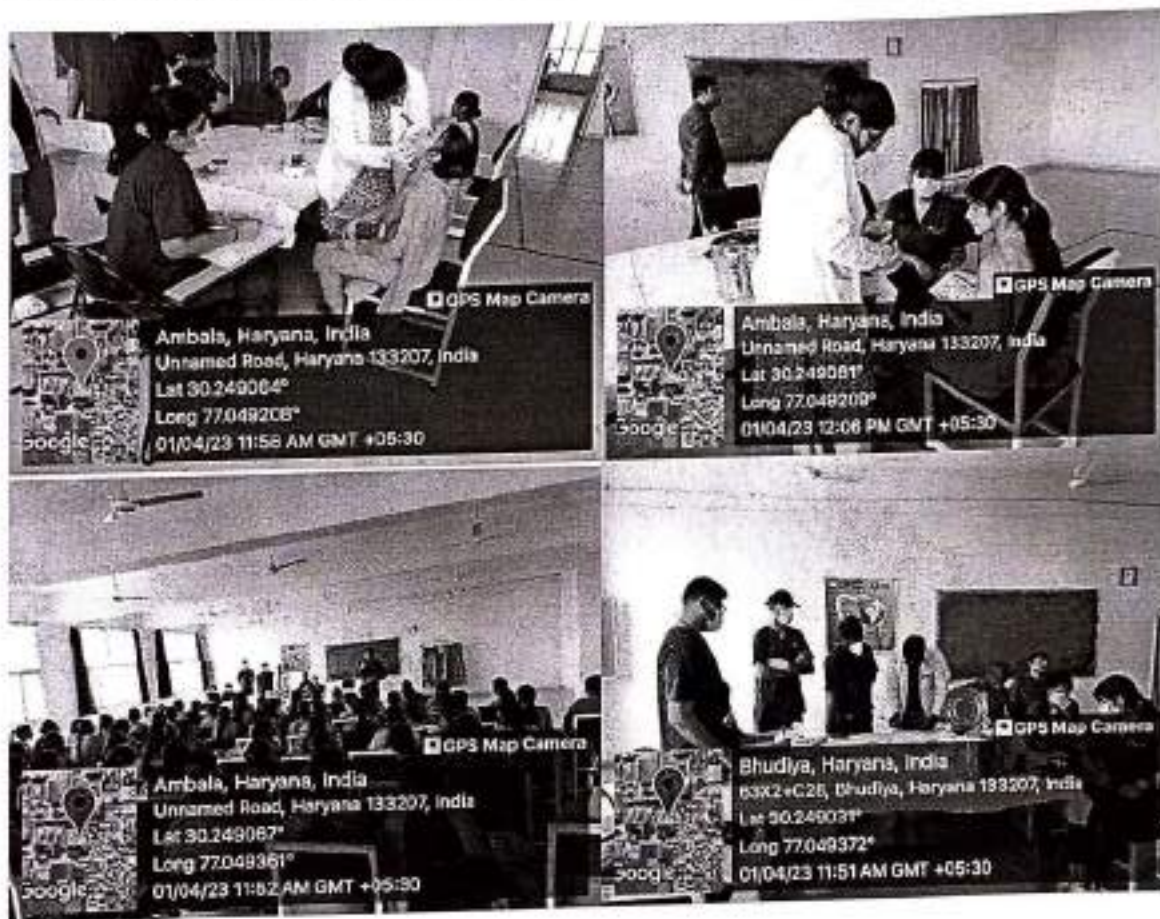 GPS Map Camera
Ambala, Haryana, India
Unnamed Road, Haryana 133207, India
Lat 30.249064°
Long 77.049208°
01/04/23 11:58 AM GMT +05:30
Google
GPS Map Camera
Ambala, Haryana, India
Unnamed Road, Haryana 133207, India
Lat 30.249081°
Long 77.049209°
01/04/23 12:06 PM GMT +05:30
Google
GPS Map Camera
Ambala, Haryana, India
Unnamed Road, Haryana 133207, India
Lat 30.249067°
Long 77.049361°
01/04/23 11:52 AM GMT +05:30
Google
GPS Map Camera
Bhudiya, Haryana, India
63X2+C26, Bhudiya, Haryana 133207, India
Lat 30.249031°
Long 77.049372°
01/04/23 11:51 AM GMT +05:30
Google